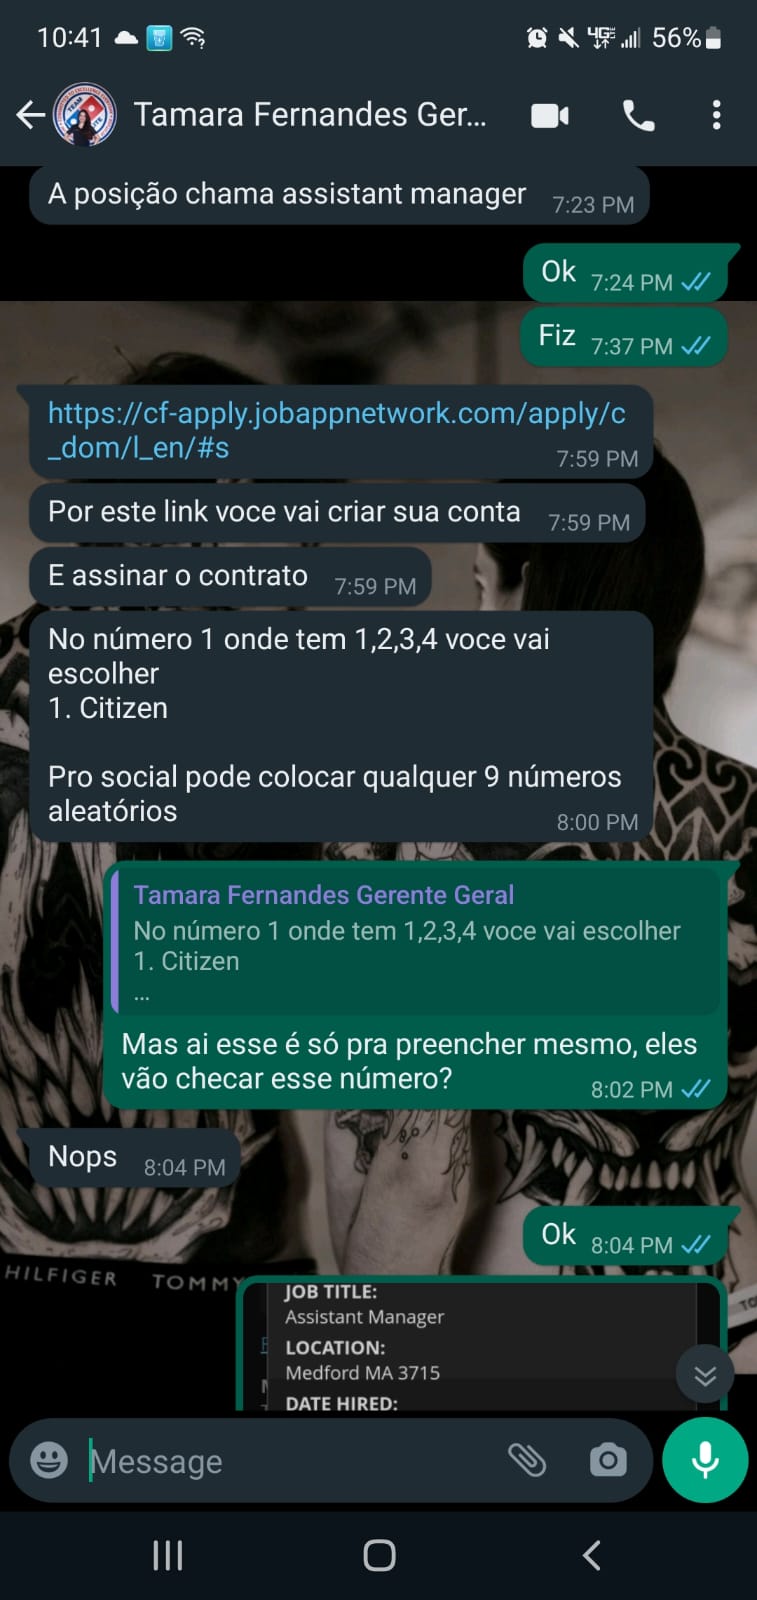 10:41
4GE 56%
Tamara Fernandes Ger...
A posição chama assistant manager
7:23 PM
Ok 7:24 PM
Fiz 7:37 PM
https://cf-apply.jobappnetwork.com/apply/c
_dom/l_en/#s
7:59 PM
Por este link voce vai criar sua conta 7:59 PM
E assinar o contrato 7:59 PM
No número 1 onde tem 1,2,3,4 voce vai
escolher
1. Citizen
Pro social pode colocar qualquer 9 números
aleatórios
8:00 PM
Tamara Fernandes Gerente Geral
No número 1 onde tem 1,2,3,4 voce vai escolher
1. Citizen
...
Mas ai esse é só pra preencher mesmo, eles
vão checar esse número?
8:02 PM
Nops 8:04 PM
Ok 8:04 PM
HILFIGER TOMMY
JOB TITLE:
Assistant Manager
LOCATION:
Medford MA 3715
DATE HIRED:
Message